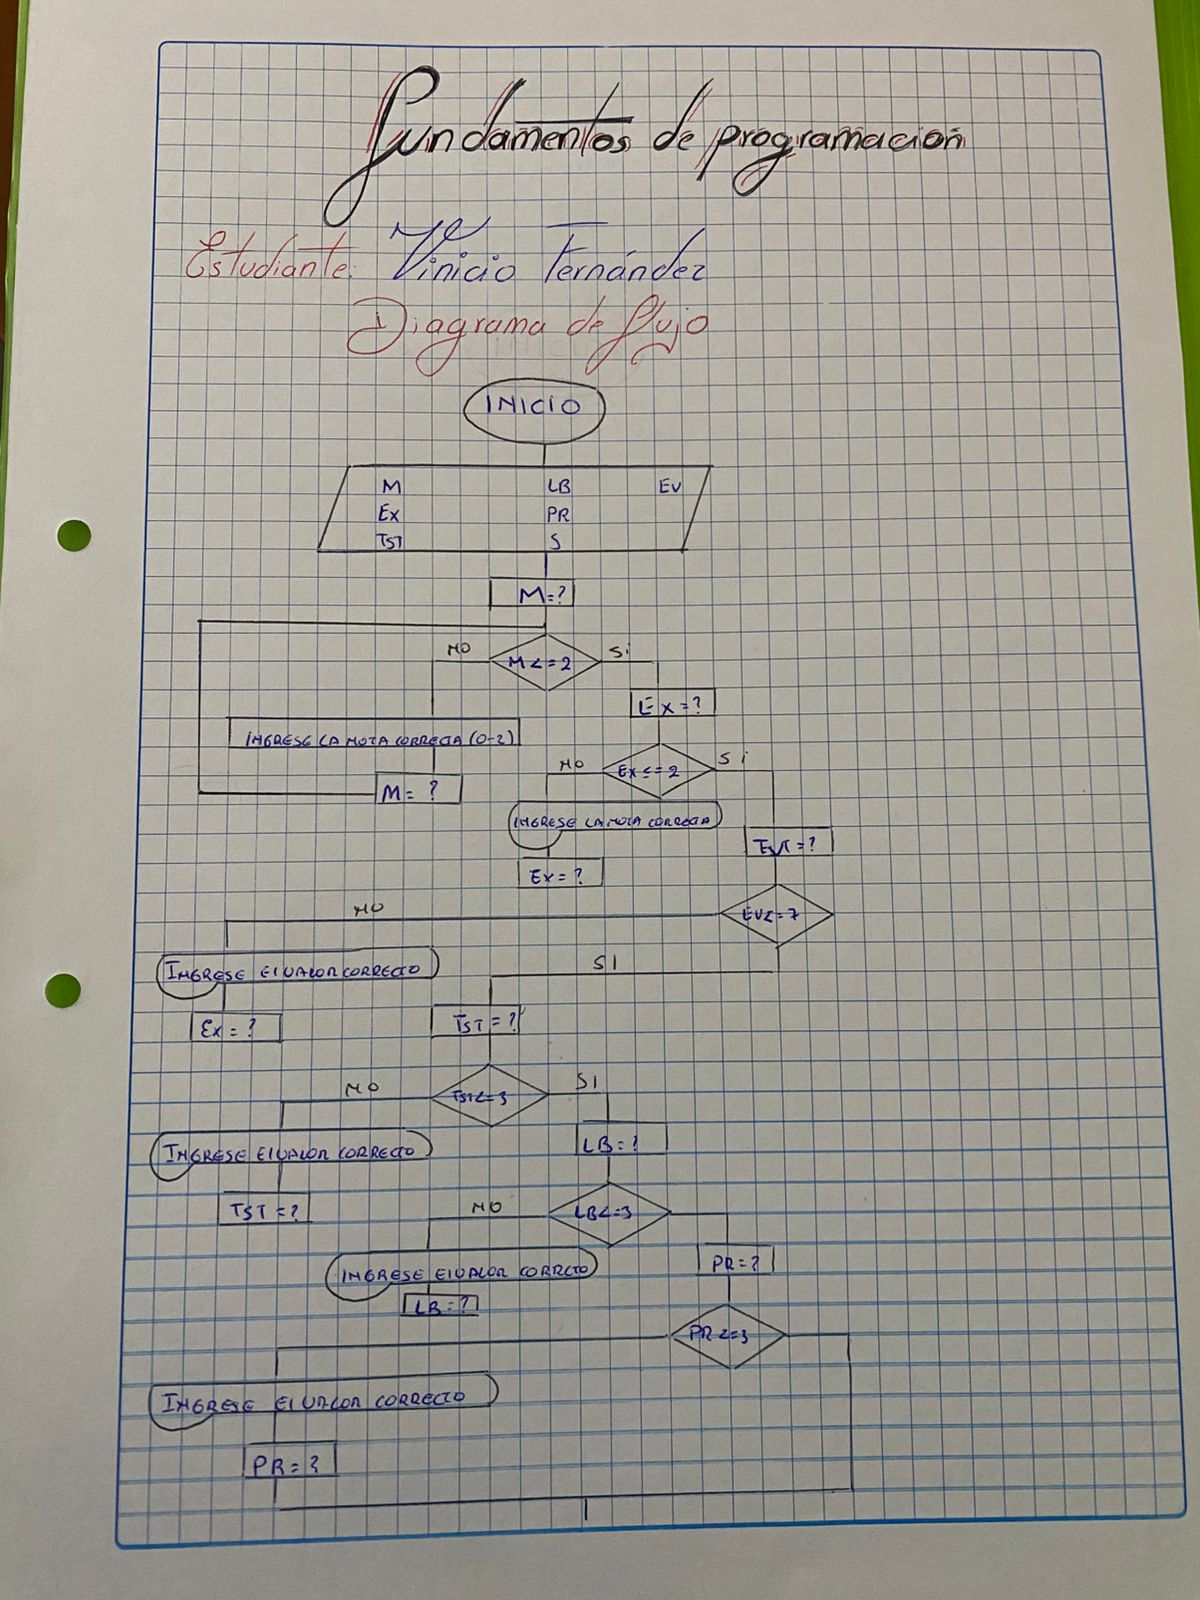 Fundamentos de programación
Estudiante: Vinicio Fernández
Diagrama de flujo
INICIO
M LB EV
EX PR
TST S
M=?
NO M<=2 Si
EX=?
INGRESE LA NOTA CORRECTA (0-2)
NO EX<=2 Si
M= ?
INGRESE LA NOTA CORRECTA
=?
EX=?
NO EV<=7
SI
INGRESE El VALOR CORRECTO
EX=? TST=?
NO TST<=3 SI
INGRESE El VALOR CORRECTO LB=?
TST=? NO LB<=3
INGRESE El VALOR CORRCTO PR=?
LB=?
PR<=3
INGRESE El VALOR CORRECTO
PR=?